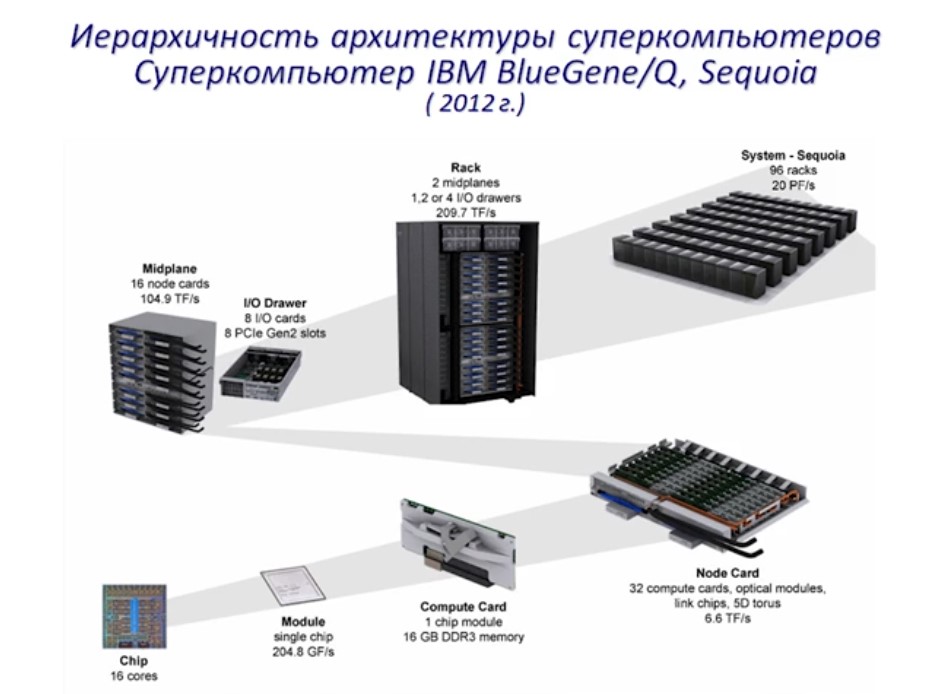 Иерархичность архитектуры суперкомпьютеров
Суперкомпьютер IBM BlueGene/Q, Sequoia
( 2012 г.)
System - Sequoia
96 racks
20 PF/s
Rack
2 midplanes
1,2 or 4 I/O drawers
209.7 TF/s
Midplane
16 node cards
104.9 TF/s
I/O Drawer
8 I/O cards
8 PCIe Gen2 slots
Node Card
32 compute cards, optical modules,
link chips, 5D torus
6.6 TF/s
Compute Card
1 chip module
16 GB DDR3 memory
Module
single chip
204.8 GF/s
Chip
16 cores